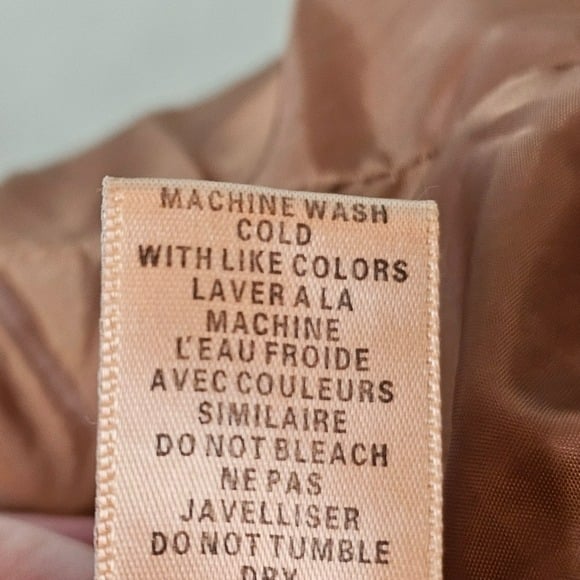 MACHINE WASH
COLD
WITH LIKE COLORS
LAVER A LA
MACHINE
L'EAU FROIDE
AVEC COULEURS
SIMILAIRE
DO NOT BLEACH
NE PAS
JAVELLISER
DO NOT TUMBLE
DRY